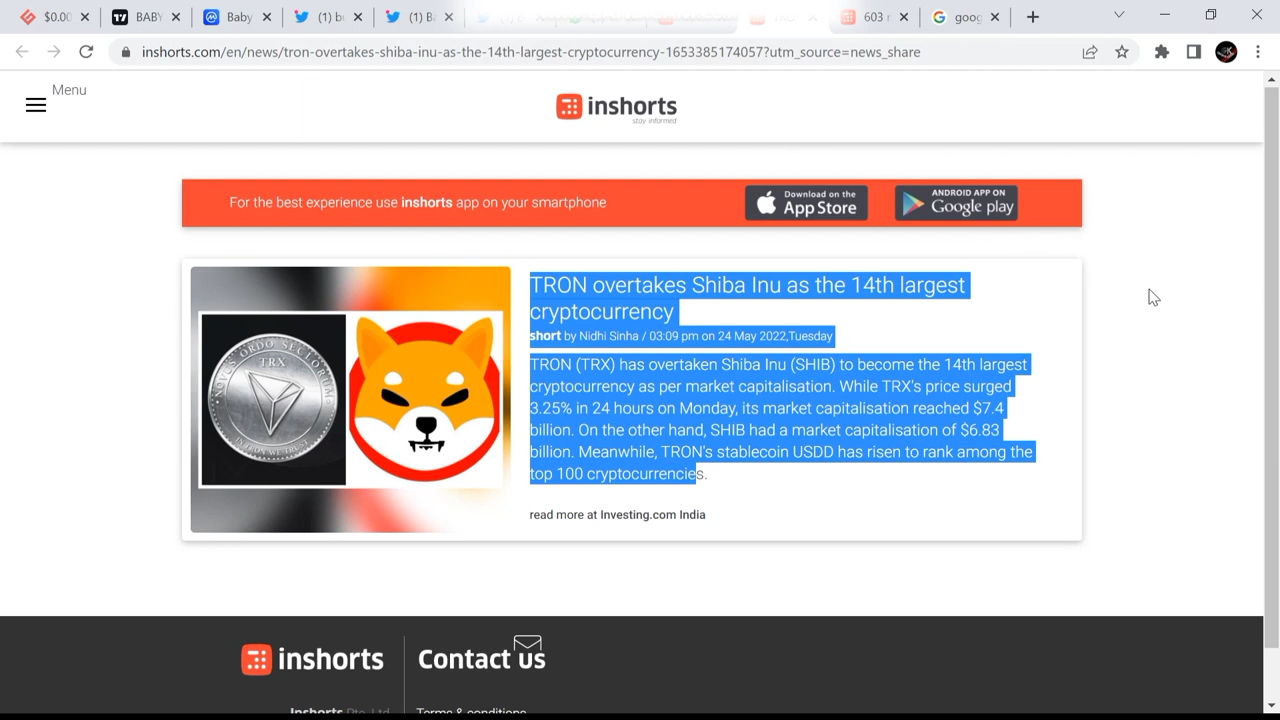 $0.00
BABY
Baby
(1) b
(1) Ba
603 r
goog
inshorts.com/en/news/tron-overtakes-shiba-inu-as-the-14th-largest-cryptocurrency-1653385174057?utm_source=news_share
Menu
inshorts
stay informed
For the best experience use inshorts app on your smartphone
Download on the
App Store
ANDROID APP ON
Google play
TRON overtakes Shiba Inu as the 14th largest
cryptocurrency
short by Nidhi Sinha / 03:09 pm on 24 May 2022,Tuesday
TRON (TRX) has overtaken Shiba Inu (SHIB) to become the 14th largest
cryptocurrency as per market capitalisation. While TRX's price surged
3.25% in 24 hours on Monday, its market capitalisation reached $7.4
billion. On the other hand, SHIB had a market capitalisation of $6.83
billion. Meanwhile, TRON's stablecoin USDD has risen to rank among the
top 100 cryptocurrencies.
read more at Investing.com India
TRX
inshorts
Contact us
Inshorts Pte. Ltd.
Terms & conditions